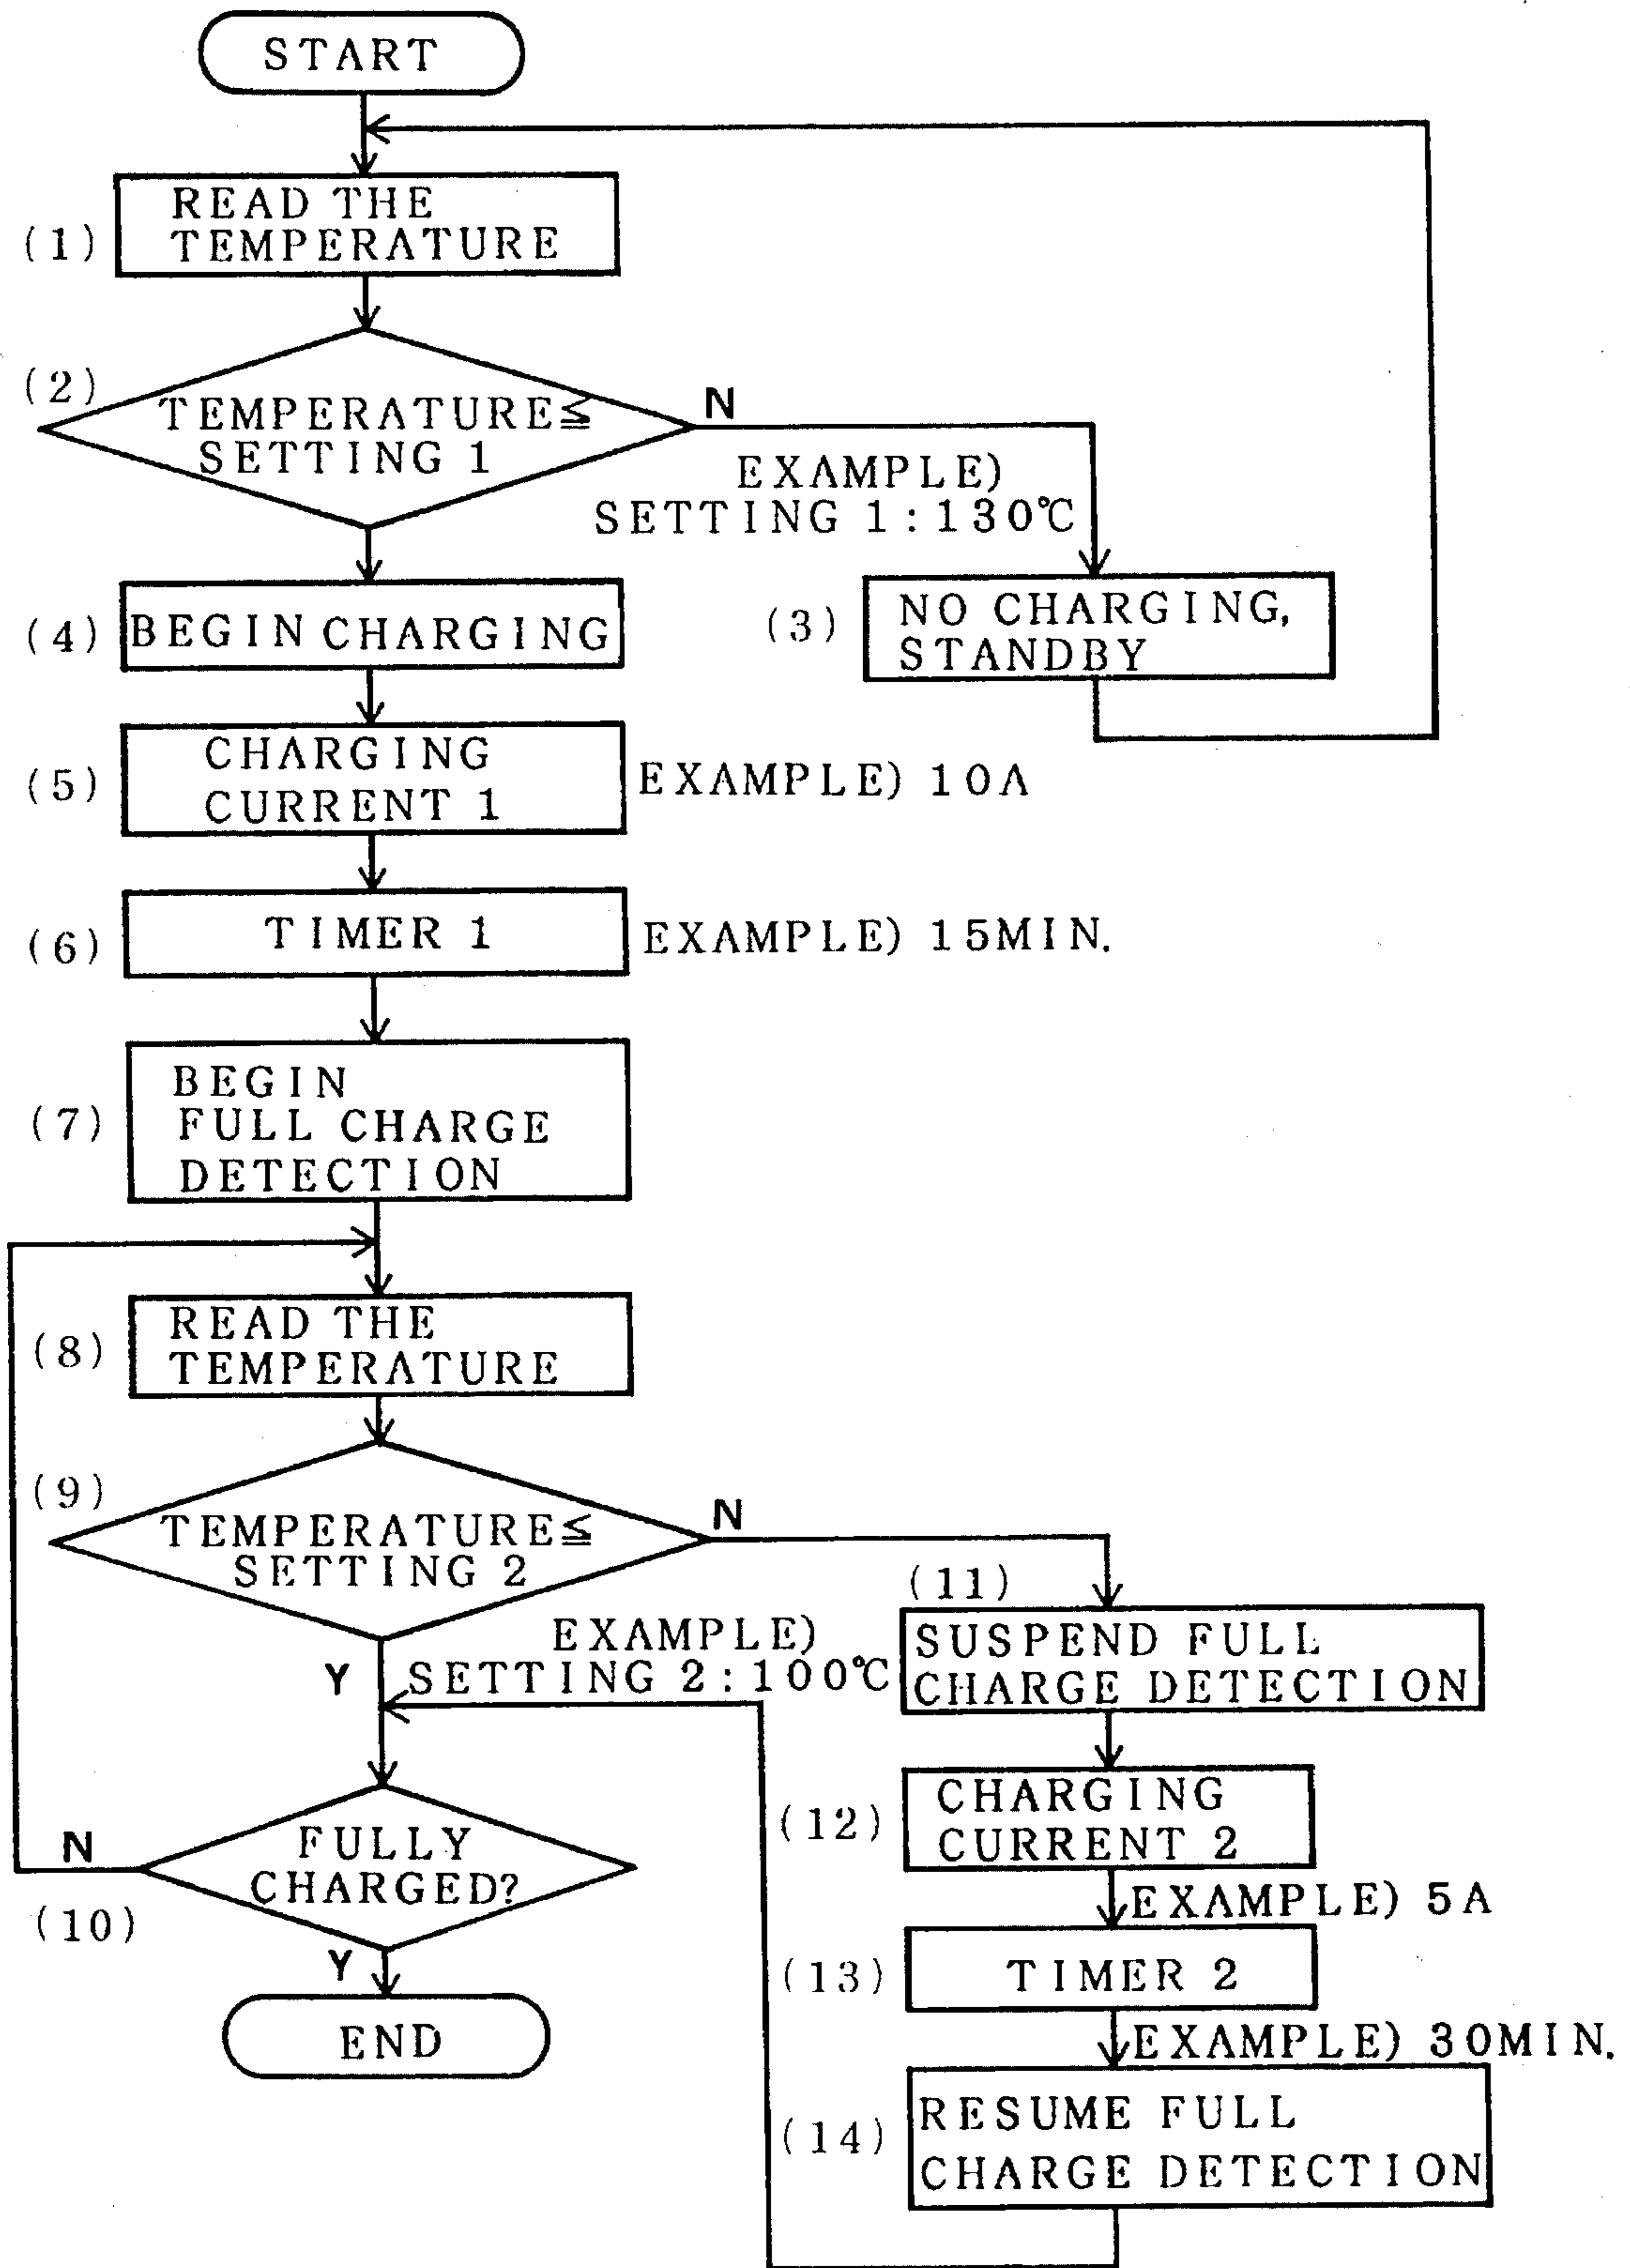 START
(1)
READ THE
TEMPERATURE
(2)
TEMPERATURE≦
SETTING 1
N
EXAMPLE)
SETTING 1:130℃
(3)
NO CHARGING,
STANDBY
(4)
BEGIN CHARGING
(5)
CHARGING
CURRENT 1
EXAMPLE) 10A
(6)
TIMER 1
EXAMPLE) 15MIN.
(7)
BEGIN
FULL CHARGE
DETECTION
(8)
READ THE
TEMPERATURE
(9)
TEMPERATURE≦
SETTING 2
N
Y
EXAMPLE)
SETTING 2:100℃
(11)
SUSPEND FULL
CHARGE DETECTION
(10)
FULLY
CHARGED?
N
Y
END
(12)
CHARGING
CURRENT 2
EXAMPLE) 5A
(13)
TIMER 2
EXAMPLE) 30MIN.
(14)
RESUME FULL
CHARGE DETECTION